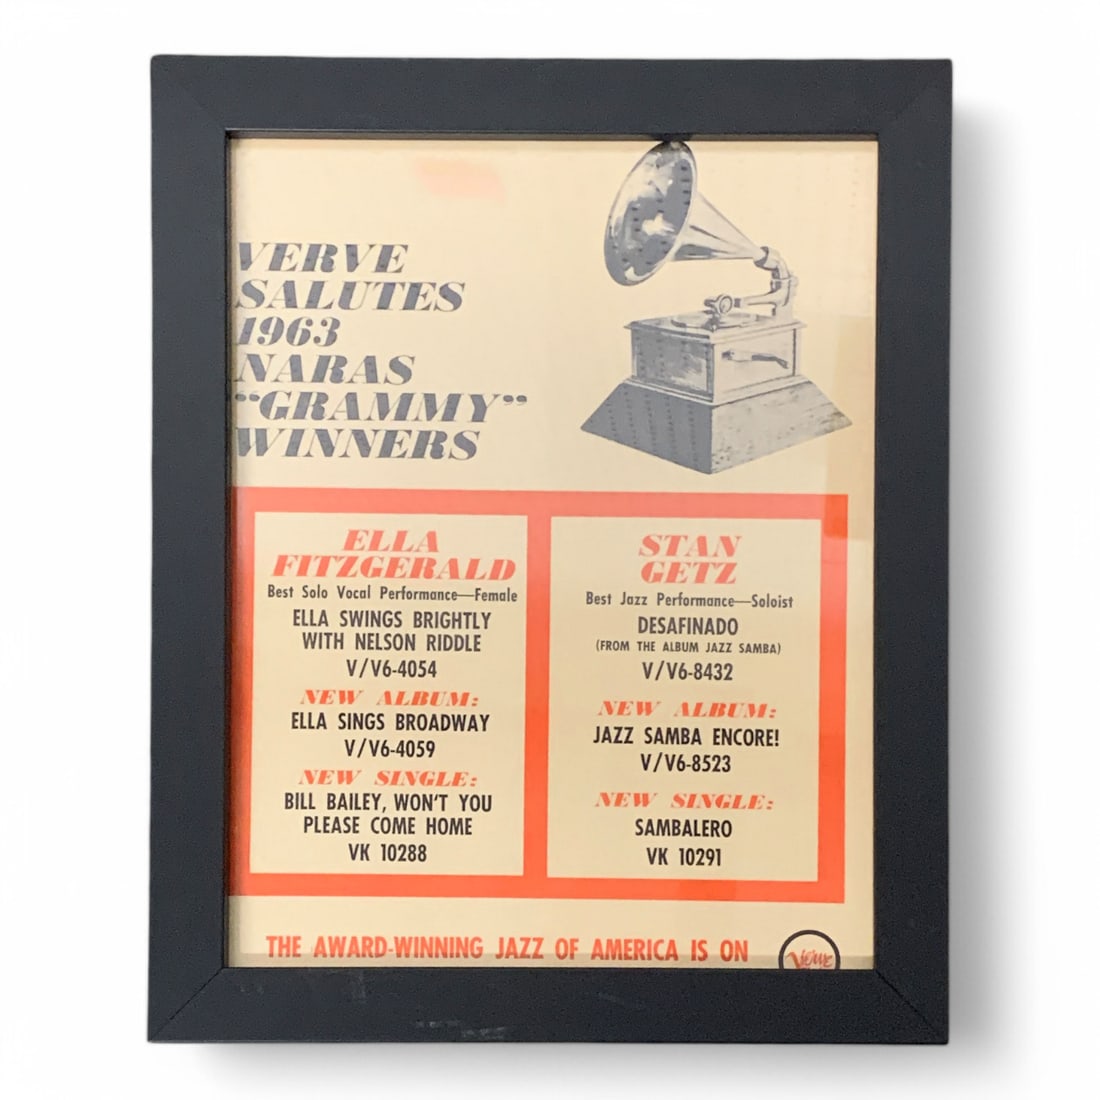 VERVE
SALUTES
1963
NARAS
“GRAMMY”
WINNERS
ELLA
FITZGERALD
Best Solo Vocal Performance—Female
ELLA SWINGS BRIGHTLY
WITH NELSON RIDDLE
V/V6-4054
NEW ALBUM:
ELLA SINGS BROADWAY
V/V6-4059
NEW SINGLE:
BILL BAILEY, WON'T YOU
PLEASE COME HOME
VK 10288
STAN
GETZ
Best Jazz Performance—Soloist
DESAFINADO
(FROM THE ALBUM JAZZ SAMBA)
V/V6-8432
NEW ALBUM:
JAZZ SAMBA ENCORE!
V/V6-8523
NEW SINGLE:
SAMBALERO
VK 10291
THE AWARD-WINNING JAZZ OF AMERICA IS ON
Verve